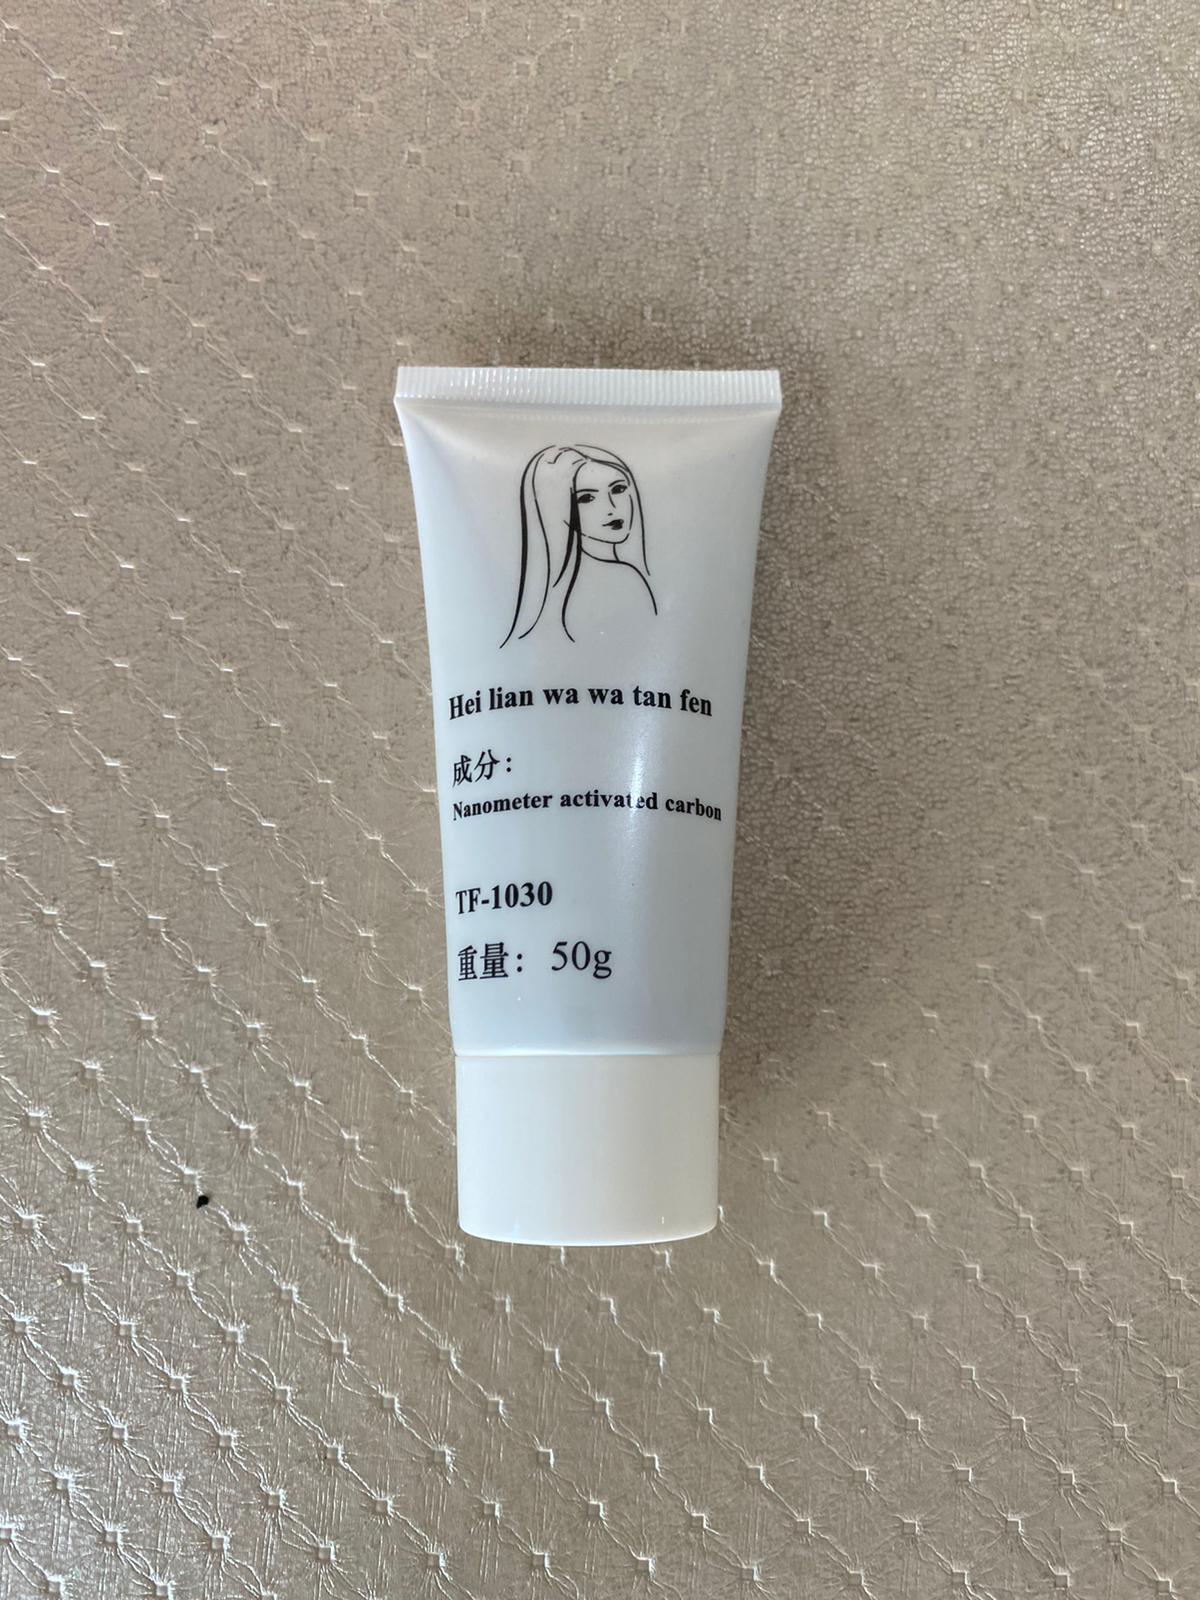 Hei lian wa wa tan fen
成分：
Nanometer activated carbon
TF-1030
重量： 50g